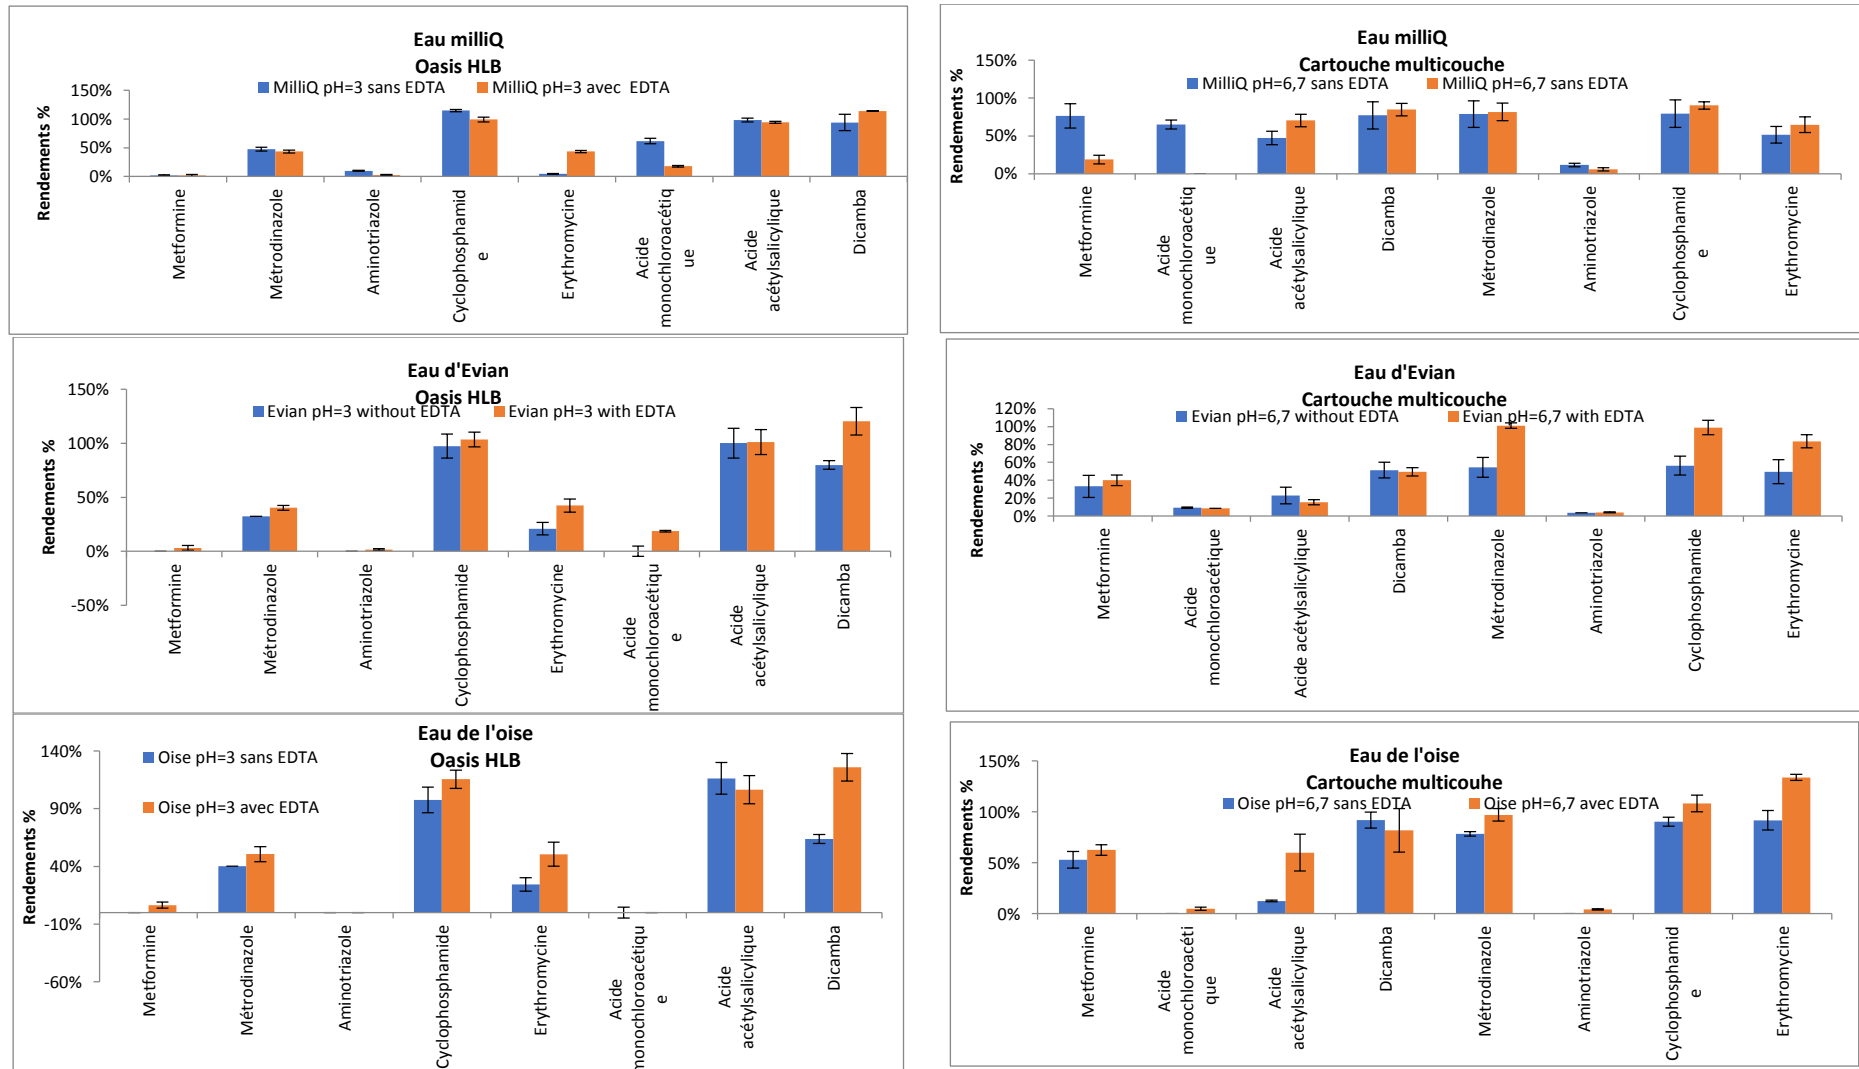 Eau milliQ
Oasis HLB
MilliQ pH=3 sans EDTA
MilliQ pH=3 avec EDTA
Rendements %
150%
100%
50%
0%
Metformine
Métrodinazole
Aminotriazole
Cyclophosphamid
e
Erythromycine
Acide
monochloroacétiq
ue
Acide
acétylsalicylique
Dicamba
Eau milliQ
Cartouche multicouche
MilliQ pH=6,7 sans EDTA
MilliQ pH=6,7 sans EDTA
Rendements %
150%
100%
50%
0%
Metformine
Acide
monochloroacétiq
ue
Acide
acétylsalicylique
Dicamba
Métrodinazole
Aminotriazole
Cyclophosphamid
e
Erythromycine
Eau d'Evian
Oasis HLB
Evian pH=3 without EDTA
Evian pH=3 with EDTA
Rendements %
150%
100%
50%
0%
-50%
Metformine
Métrodinazole
Aminotriazole
Cyclophosphamide
Erythromycine
Acide
monochloroacétiqu
e
Acide
acétylsalicylique
Dicamba
Eau d'Evian
Cartouche multicouche
Evian pH=6,7 without EDTA
Evian pH=6,7 with EDTA
Rendements %
120%
100%
80%
60%
40%
20%
0%
Metformine
Acide
monochloroacétique
Acide acétylsalicylique
Dicamba
Métrodinazole
Aminotriazole
Cyclophosphamide
Erythromycine
Eau de l'oise
Oasis HLB
Oise pH=3 sans EDTA
Oise pH=3 avec EDTA
Rendements %
140%
90%
40%
-10%
-60%
Metformine
Métrodinazole
Aminotriazole
Cyclophosphamide
Erythromycine
Acide
monochloroacétiqu
e
Acide
acétylsalicylique
Dicamba
Eau de l'oise
Cartouche multicouhe
Oise pH=6,7 sans EDTA
Oise pH=6,7 avec EDTA
Rendements %
150%
100%
50%
0%
Metformine
Acide
monochloroacéti
que
Acide
acétylsalicylique
Dicamba
Métrodinazole
Aminotriazole
Cyclophosphamid
e
Erythromycine